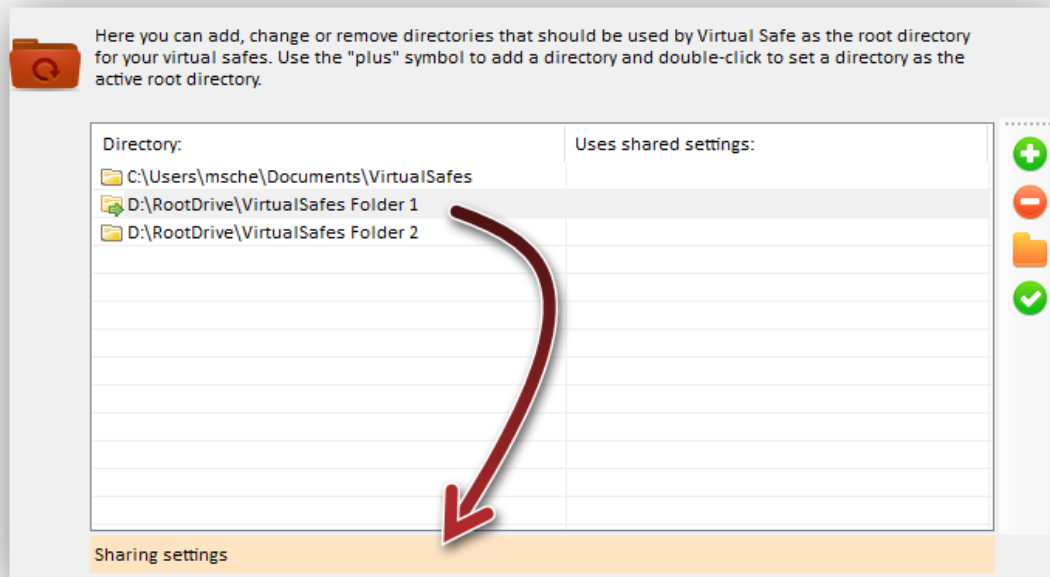 Here you can add, change or remove directories that should be used by Virtual Safe as the root directory
for your virtual safes. Use the "plus" symbol to add a directory and double-click to set a directory as the
active root directory.
Directory: Uses shared settings:
C:\Users\msche\Documents\VirtualSafes
D:\RootDrive\VirtualSafes Folder 1
D:\RootDrive\VirtualSafes Folder 2
Sharing settings